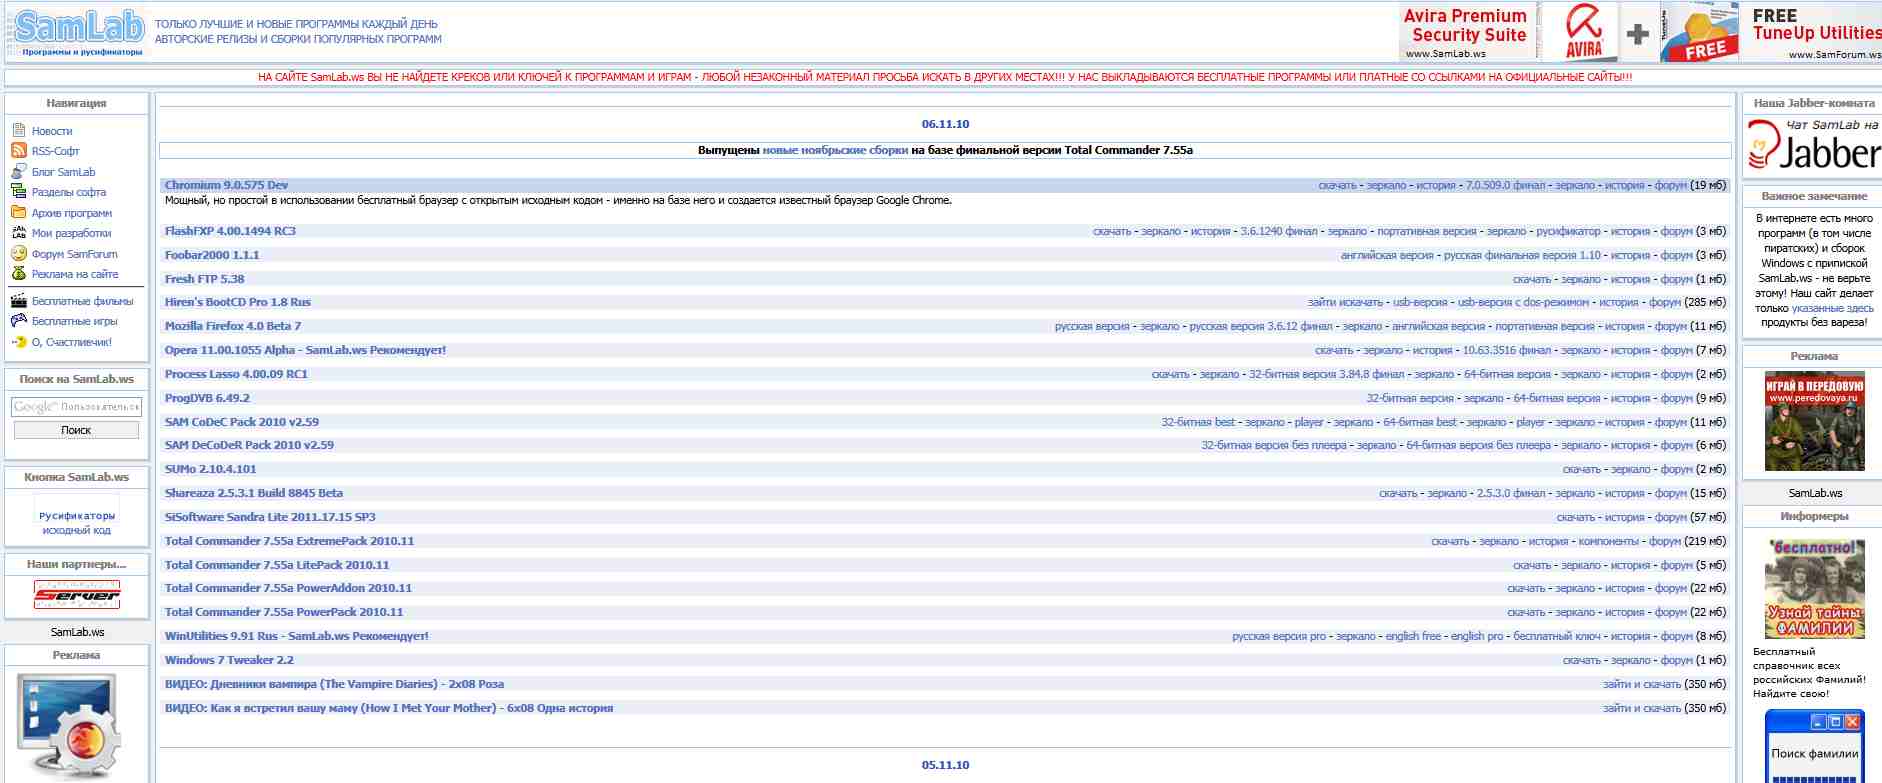 SamLab
Программы и русификаторы
ТОЛЬКО ЛУЧШИЕ И НОВЫЕ ПРОГРАММЫ КАЖДЫЙ ДЕНЬ
АВТОРСКИЕ РЕЛИЗЫ И СБОРКИ ПОПУЛЯРНЫХ ПРОГРАММ
Avira Premium
Security Suite
www.SamLab.ws
AVIRA
FREE
FREE
TuneUp Utilities
www.SamForum.ws
НА САЙТЕ SamLab.ws ВЫ НЕ НАЙДЕТЕ КРЕКОВ ИЛИ КЛЮЧЕЙ К ПРОГРАММАМ И ИГРАМ - ЛЮБОЙ НЕЗАКОННЫЙ МАТЕРИАЛ ПРОСЬБА ИСКАТЬ В ДРУГИХ МЕСТАХ!!! У НАС ВЫКЛАДЫВАЮТСЯ БЕСПЛАТНЫЕ ПРОГРАММЫ ИЛИ ПЛАТНЫЕ СО ССЫЛКАМИ НА ОФИЦИАЛЬНЫЕ САЙТЫ!!!
Навигация
Новости
RSS-Софт
Блог SamLab
Разделы софта
Архив программ
Мои разработки
Форум SamForum
Реклама на сайте
Бесплатные фильмы
Бесплатные игры
О, Счастливчик!
Поиск на SamLab.ws
Google™ Пользовательск
Поиск
Кнопка SamLab.ws
Русификаторы
исходный код
Наши партнеры...
Server
SamLab.ws
Реклама
06.11.10
Выпущены новые ноябрьские сборки на базе финальной версии Total Commander 7.55a
Chromium 9.0.575 Dev скачать - зеркало - история - 7.0.509.0 финал - зеркало - история - форум (19 мб)
Мощный, но простой в использовании бесплатный браузер с открытым исходным кодом - именно на базе него и создается известный браузер Google Chrome.
FlashFXP 4.00.1494 RC3 скачать - зеркало - история - 3.6.1240 финал - зеркало - портативная версия - зеркало - русификатор - история - форум (3 мб)
Foobar2000 1.1.1 английская версия - русская финальная версия 1.10 - история - форум (3 мб)
Fresh FTP 5.38 скачать - зеркало - история - форум (1 мб)
Hiren's BootCD Pro 1.8 Rus зайти искачать - usb-версия - usb-версия с dos-режимом - история - форум (285 мб)
Mozilla Firefox 4.0 Beta 7 русская версия - зеркало - русская версия 3.6.12 финал - зеркало - английская версия - портативная версия - история - форум (11 мб)
Opera 11.00.1055 Alpha - SamLab.ws Рекомендует! скачать - зеркало - история - 10.63.3516 финал - зеркало - история - форум (7 мб)
Process Lasso 4.00.09 RC1 скачать - зеркало - 32-битная версия 3.84.8 финал - зеркало - 64-битная версия - зеркало - история - форум (2 мб)
ProgDVB 6.49.2 32-битная версия - зеркало - 64-битная версия - история - форум (9 мб)
SAM CoDeC Pack 2010 v2.59 32-битная best - зеркало - player - зеркало - 64-битная best - зеркало - player - зеркало - история - форум (11 мб)
SAM DeCoDeR Pack 2010 v2.59 32-битная версия без плеера - зеркало - 64-битная версия без плеера - зеркало - история - форум (6 мб)
SUMo 2.10.4.101 скачать - зеркало - форум (2 мб)
Shareaza 2.5.3.1 Build 8845 Beta скачать - зеркало - 2.5.3.0 финал - зеркало - история - форум (15 мб)
SiSoftware Sandra Lite 2011.17.15 SP3 скачать - история - форум (57 мб)
Total Commander 7.55a ExtremePack 2010.11 скачать - зеркало - история - компоненты - форум (219 мб)
Total Commander 7.55a LitePack 2010.11 скачать - зеркало - история - форум (5 мб)
Total Commander 7.55a PowerAddon 2010.11 скачать - зеркало - история - форум (22 мб)
Total Commander 7.55a PowerPack 2010.11 скачать - зеркало - история - форум (22 мб)
WinUtilities 9.91 Rus - SamLab.ws Рекомендует! русская версия pro - зеркало - english free - english pro - бесплатный ключ - история - форум (8 мб)
Windows 7 Tweaker 2.2 скачать - зеркало - форум (1 мб)
ВИДЕО: Дневники вампира (The Vampire Diaries) - 2x08 Роза зайти и скачать (350 мб)
ВИДЕО: Как я встретил вашу маму (How I Met Your Mother) - 6x08 Одна история зайти и скачать (350 мб)
05.11.10
Наша Jabber-комната
Чат SamLab на
Jabber
Важное замечание
В интернете есть много
программ (в том числе
пиратских) и сборок
Windows с припиской
SamLab.ws - не верьте
этому! Наш сайт делает
только указанные здесь
продукты без вареза!
Реклама
ИГРАЙ В ПЕРЕДОВУЮ
www.peredovaya.ru
SamLab.ws
Информеры
бесплатно!
Узнай тайны
ФАМИЛИИ
Бесплатный
справочник всех
российских Фамилий!
Найдите свою!
Поиск фамилии